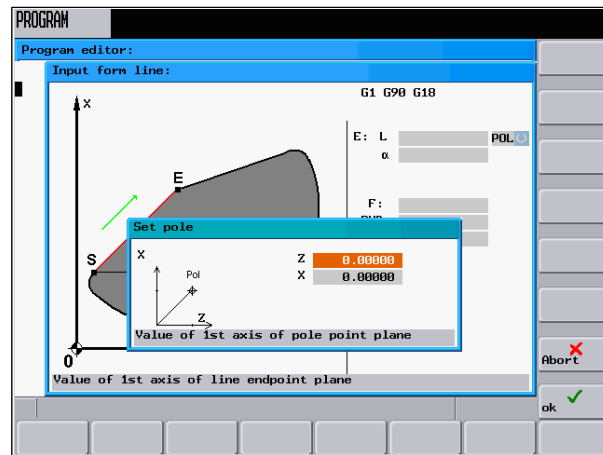 PROGRAM
Program editor:
Input form line:
G1 G90 G18
X
E: L POL
α
E
F:
Set pole
S
X
Z 0.00000
Pol
X 0.00000
Z
Value of 1st axis of pole point plane
0
Abort
Value of 1st axis of line endpoint plane
ok